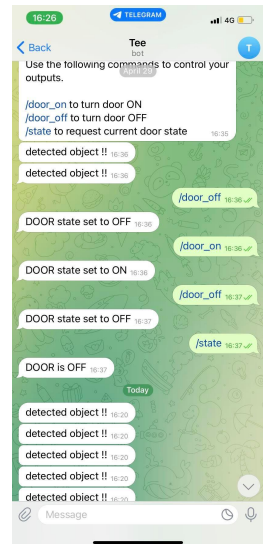 16:26
TELEGRAM
4G
Back
Tee
bot
T
Use the following commands to control your
April 29
outputs.
/door_on to turn door ON
/door_off to turn door OFF
/state to request current door state 16:35
detected object !! 16:36
detected object !! 16:36
/door_off 16:36
DOOR state set to OFF 16:36
/door_on 16:36
DOOR state set to ON 16:36
/door_off 16:37
DOOR state set to OFF 16:37
/state 16:37
DOOR is OFF 16:37
Today
detected object !! 16:20
detected object !! 16:20
detected object !! 16:20
detected object !! 16:20
detected object !! 16:20
Message